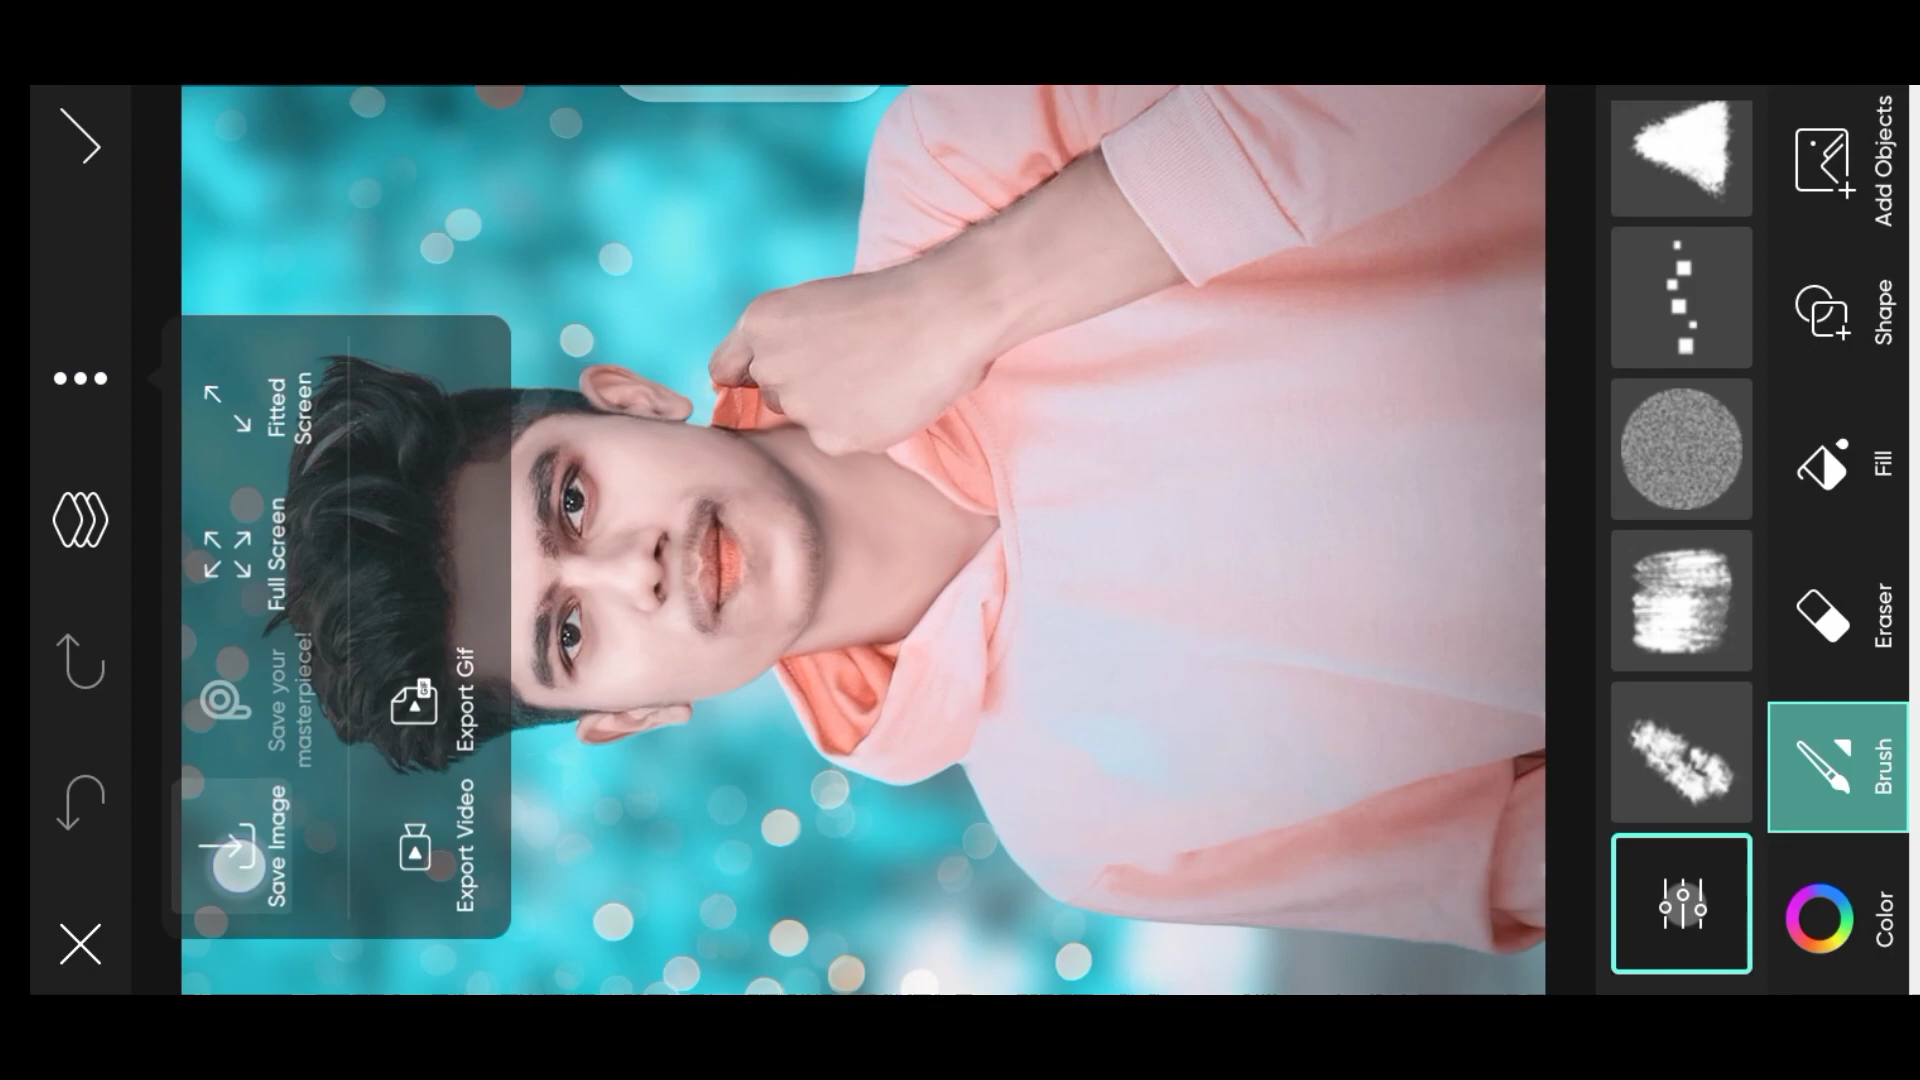 Save Image
Save your
masterpiece!
Full Screen
Fitted
Screen
Export Video
Export Gif
GIF
Color
Brush
Eraser
Fill
Shape
Add Objects